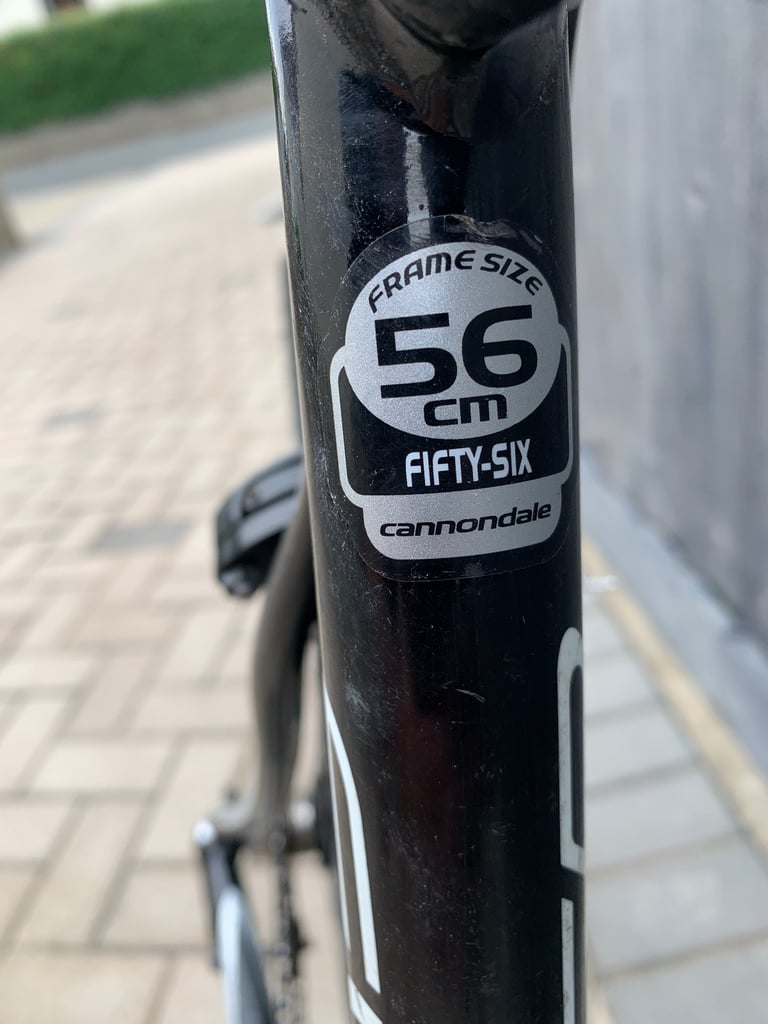 FRAME SIZE
56
cm
FIFTY-SIX
cannondale